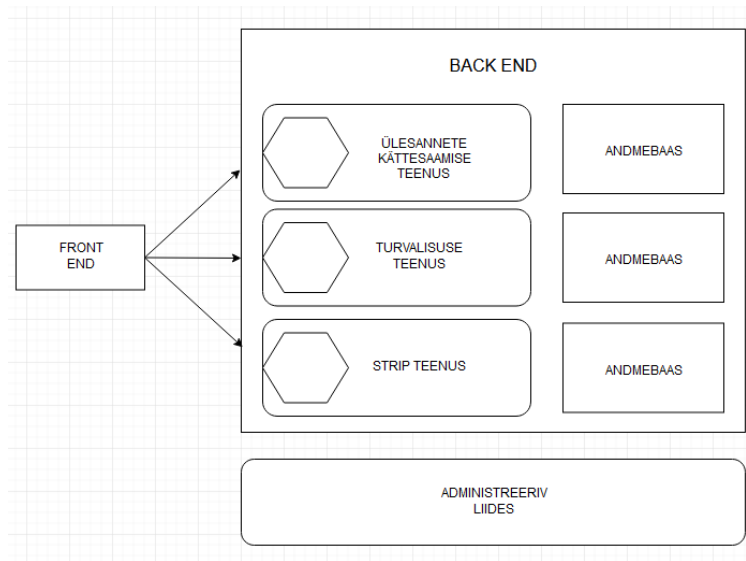 BACK END
ÜLESANNETE
KÄTTESAAMISE
TEENUS
ANDMEBAAS
FRONT
END
TURVALISUSE
TEENUS
ANDMEBAAS
STRIP TEENUS
ANDMEBAAS
ADMINISTREERIV
LIIDES